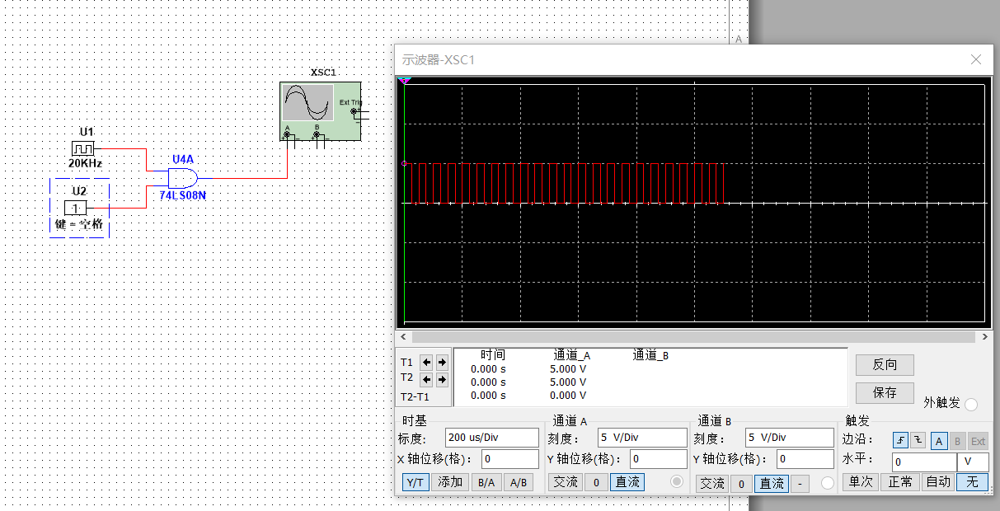 A
示波器-XSC1
XSC1
Ext Trig
A
B
U1
20KHz
U4A
74LS08N
U2
1
键 = 空格
时间 通道_A 通道_B
T1 0.000 s 5.000 V
T2 0.000 s 5.000 V
T2-T1 0.000 s 0.000 V
反向
保存
外触发
时基
标度: 200 us/Div
X 轴位移(格): 0
Y/T 添加 B/A A/B
通道 A
刻度: 5 V/Div
Y 轴位移(格): 0
交流 0 直流
通道 B
刻度: 5 V/Div
Y 轴位移(格): 0
交流 0 直流 -
触发
边沿: A B Ext
水平: 0 V
单次 正常 自动 无